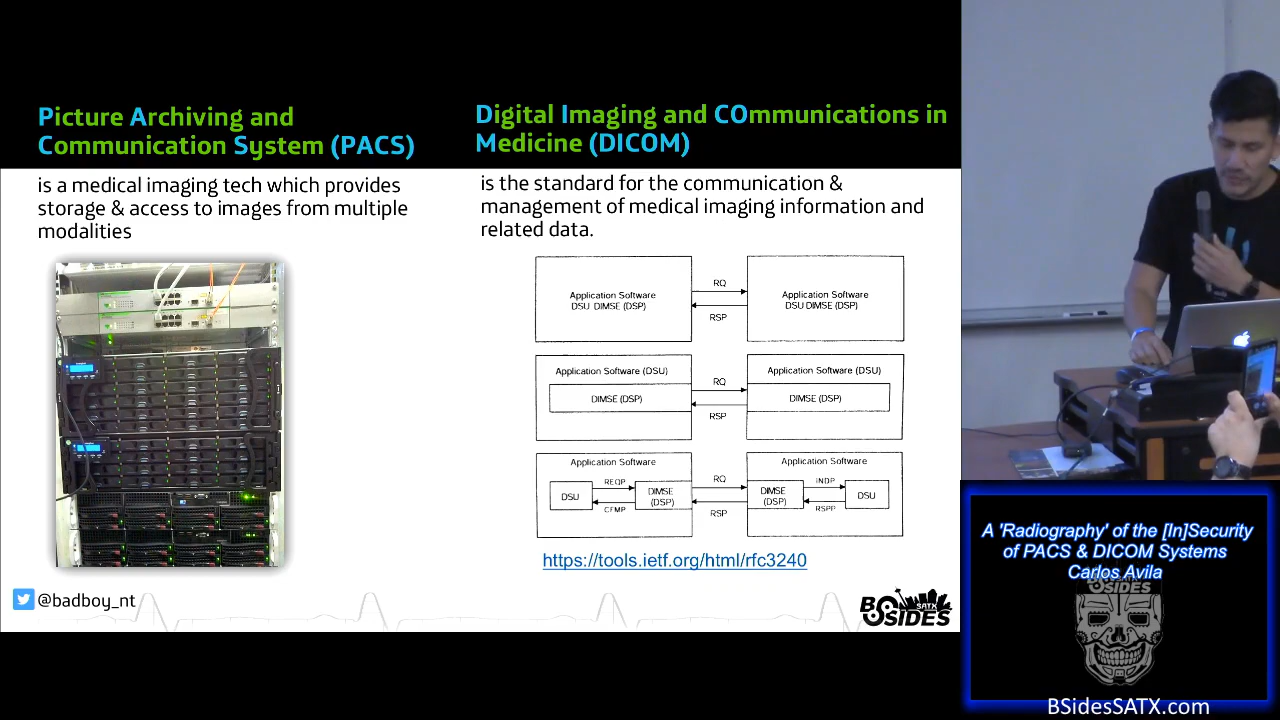 Picture Archiving and
Communication System (PACS)
is a medical imaging tech which provides
storage & access to images from multiple
modalities
Digital Imaging and COmmunications in
Medicine (DICOM)
is the standard for the communication &
management of medical imaging information and
related data.
Application Software
DSU DIMSE (DSP)
RQ
RSP
Application Software
DSU DIMSE (DSP)
Application Software (DSU)
DIMSE (DSP)
RQ
RSP
Application Software (DSU)
DIMSE (DSP)
Application Software
DSU
REQP
CFMP
DIMSE
(DSP)
RQ
RSP
Application Software
DIMSE
(DSP)
INDP
RSPP
DSU
https://tools.ietf.org/html/rfc3240
@badboy_nt
BSIDES
SATX
A 'Radiography' of the [In]Security
of PACS & DICOM Systems
Carlos Avila
BSIDES
BSidesSATX.com